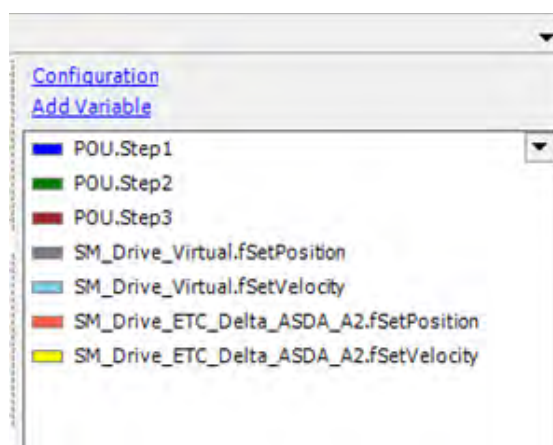 Configuration
Add Variable
POU.Step1
POU.Step2
POU.Step3
SM_Drive_Virtual.fSetPosition
SM_Drive_Virtual.fSetVelocity
SM_Drive_ETC_Delta_ASDA_A2.fSetPosition
SM_Drive_ETC_Delta_ASDA_A2.fSetVelocity